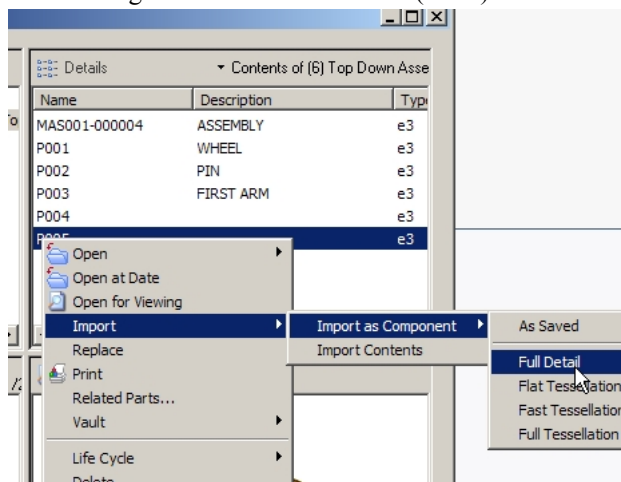 Details Contents of (6) Top Down Asse
Name Description Typ
MAS001-000004 ASSEMBLY e3
P001 WHEEL e3
P002 PIN e3
P003 FIRST ARM e3
P004 e3
e3
Open
Open at Date
Open for Viewing
Import Import as Component As Saved
Replace Import Contents
Full Detail
Print
Flat Tessellation
Related Parts...
Fast Tessellation
Vault
Full Tessellation
Life Cycle
Delete